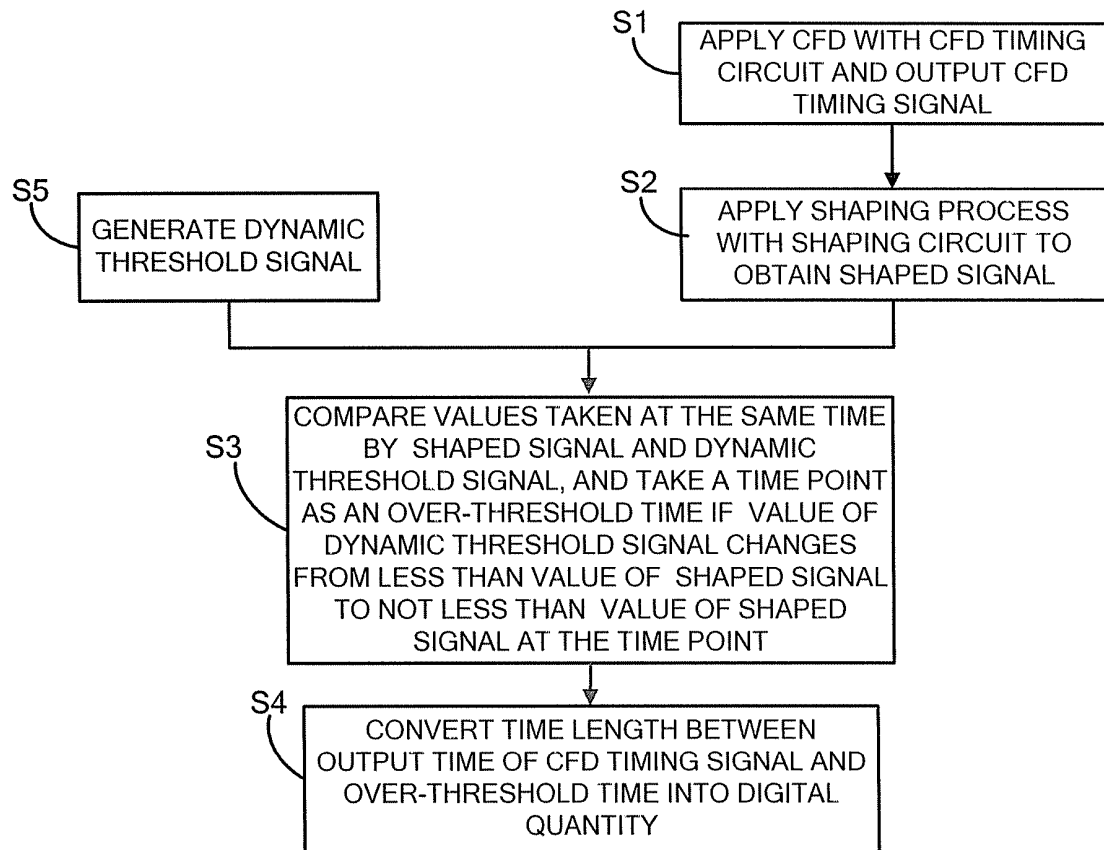 S1
APPLY CFD WITH CFD TIMING
CIRCUIT AND OUTPUT CFD
TIMING SIGNAL
S5
GENERATE DYNAMIC
THRESHOLD SIGNAL
S2
APPLY SHAPING PROCESS
WITH SHAPING CIRCUIT TO
OBTAIN SHAPED SIGNAL
S3
COMPARE VALUES TAKEN AT THE SAME TIME
BY SHAPED SIGNAL AND DYNAMIC
THRESHOLD SIGNAL, AND TAKE A TIME POINT
AS AN OVER-THRESHOLD TIME IF VALUE OF
DYNAMIC THRESHOLD SIGNAL CHANGES
FROM LESS THAN VALUE OF SHAPED SIGNAL
TO NOT LESS THAN VALUE OF SHAPED
SIGNAL AT THE TIME POINT
S4
CONVERT TIME LENGTH BETWEEN
OUTPUT TIME OF CFD TIMING SIGNAL AND
OVER-THRESHOLD TIME INTO DIGITAL
QUANTITY